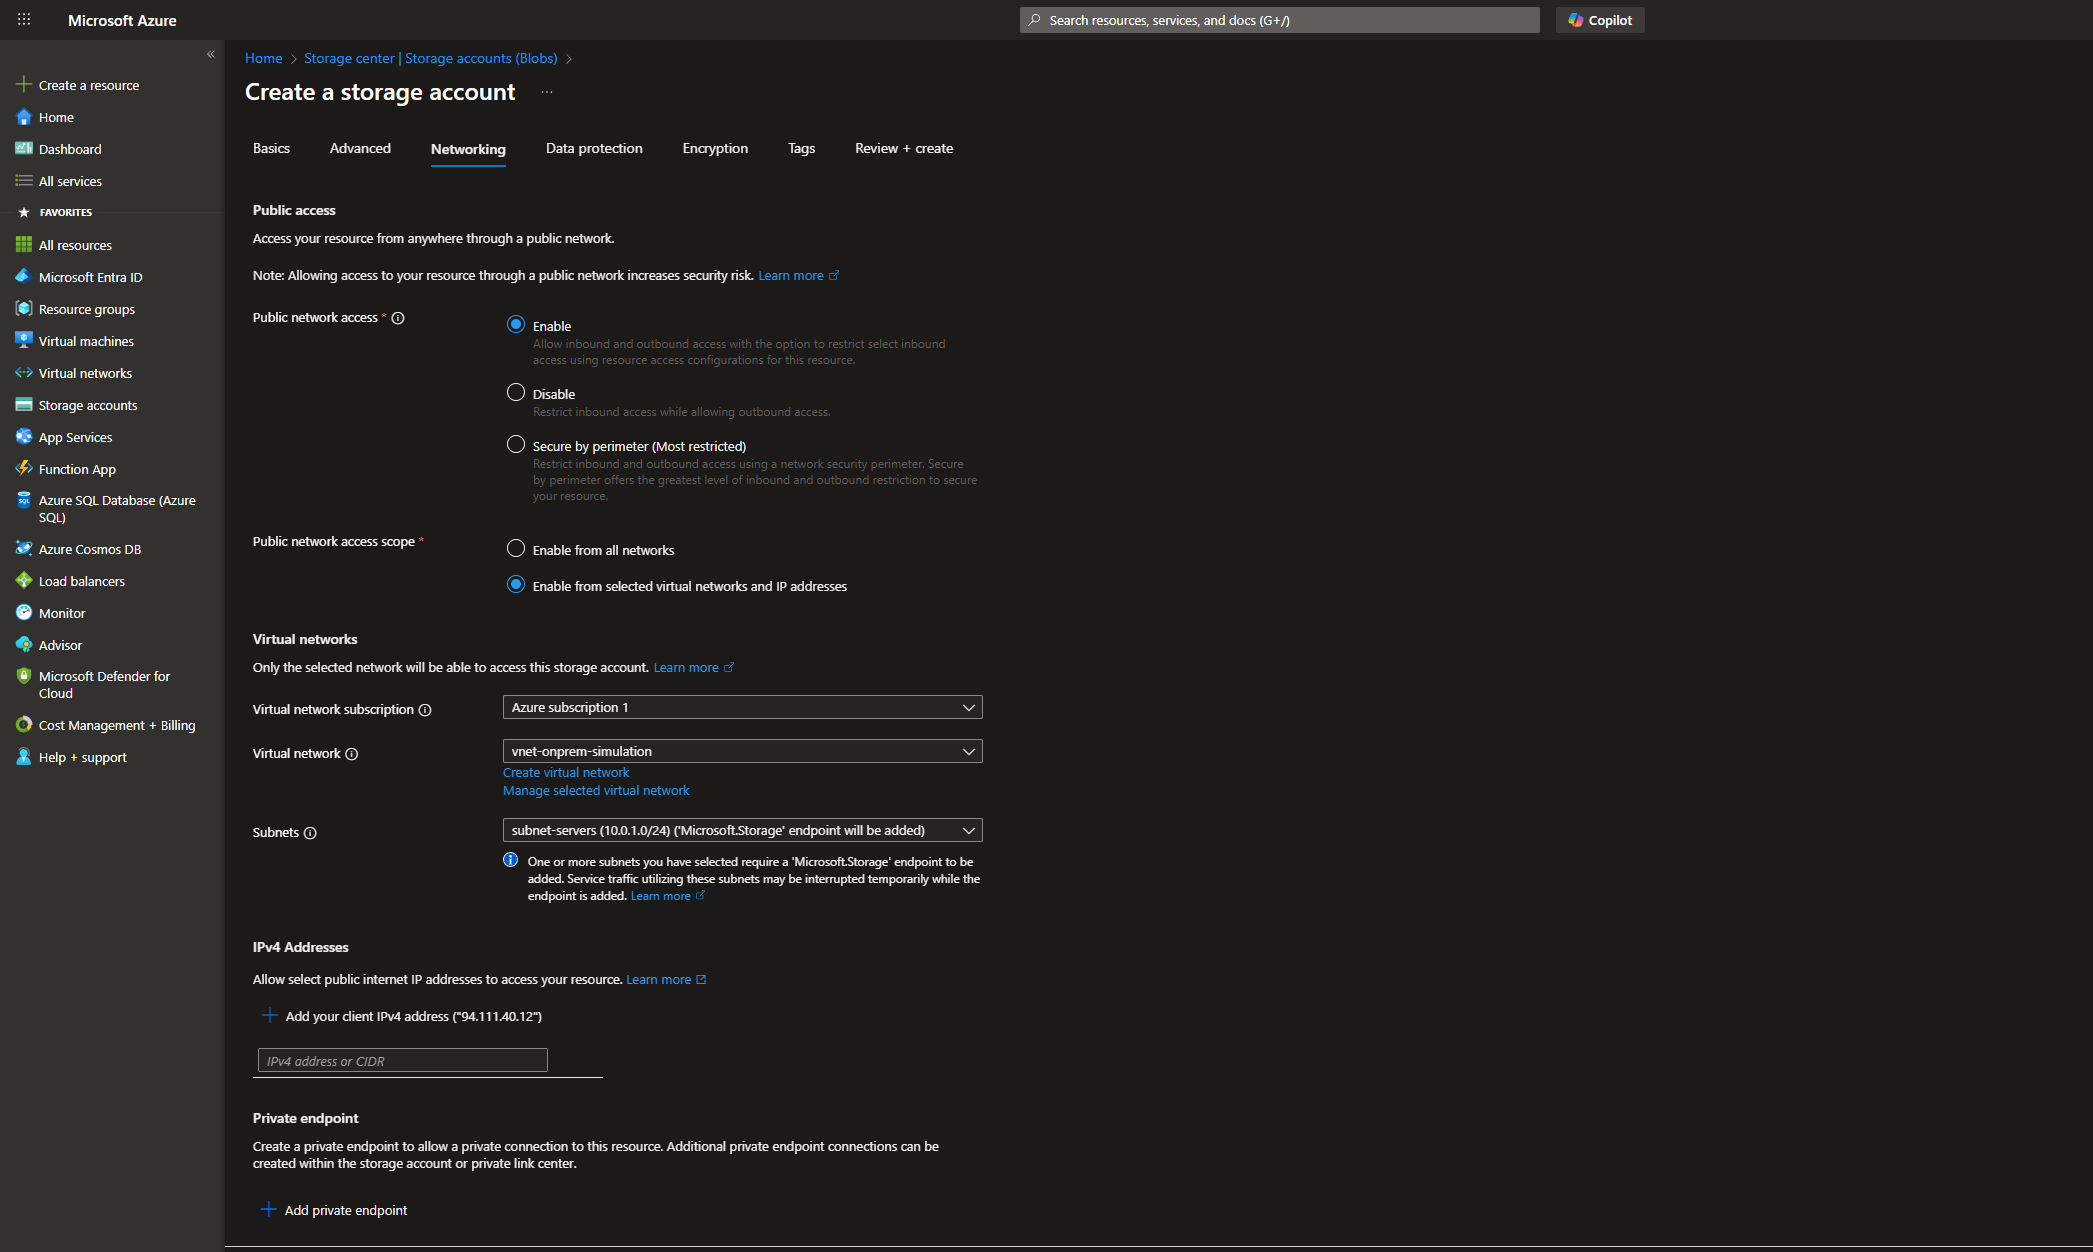 Microsoft Azure
Search resources, services, and docs (G+/)
Copilot
«
Create a resource
Home
Dashboard
All services
FAVORITES
All resources
Microsoft Entra ID
Resource groups
Virtual machines
Virtual networks
Storage accounts
App Services
Function App
Azure SQL Database (Azure
SQL)
Azure Cosmos DB
Load balancers
Monitor
Advisor
Microsoft Defender for
Cloud
Cost Management + Billing
Help + support
Home > Storage center | Storage accounts (Blobs) >
Create a storage account ...
Basics Advanced Networking Data protection Encryption Tags Review + create
Public access
Access your resource from anywhere through a public network.
Note: Allowing access to your resource through a public network increases security risk. Learn more
Public network access *
Enable
Allow inbound and outbound access with the option to restrict select inbound
access using resource access configurations for this resource.
Disable
Restrict inbound access while allowing outbound access.
Secure by perimeter (Most restricted)
Restrict inbound and outbound access using a network security perimeter. Secure
by perimeter offers the greatest level of inbound and outbound restriction to secure
your resource.
Public network access scope *
Enable from all networks
Enable from selected virtual networks and IP addresses
Virtual networks
Only the selected network will be able to access this storage account. Learn more
Virtual network subscription
Azure subscription 1
Virtual network
vnet-onprem-simulation
Create virtual network
Manage selected virtual network
Subnets
subnet-servers (10.0.1.0/24) ('Microsoft.Storage' endpoint will be added)
One or more subnets you have selected require a 'Microsoft.Storage' endpoint to be
added. Service traffic utilizing these subnets may be interrupted temporarily while the
endpoint is added. Learn more
IPv4 Addresses
Allow select public internet IP addresses to access your resource. Learn more
Add your client IPv4 address ("94.111.40.12")
IPv4 address or CIDR
Private endpoint
Create a private endpoint to allow a private connection to this resource. Additional private endpoint connections can be
created within the storage account or private link center.
Add private endpoint